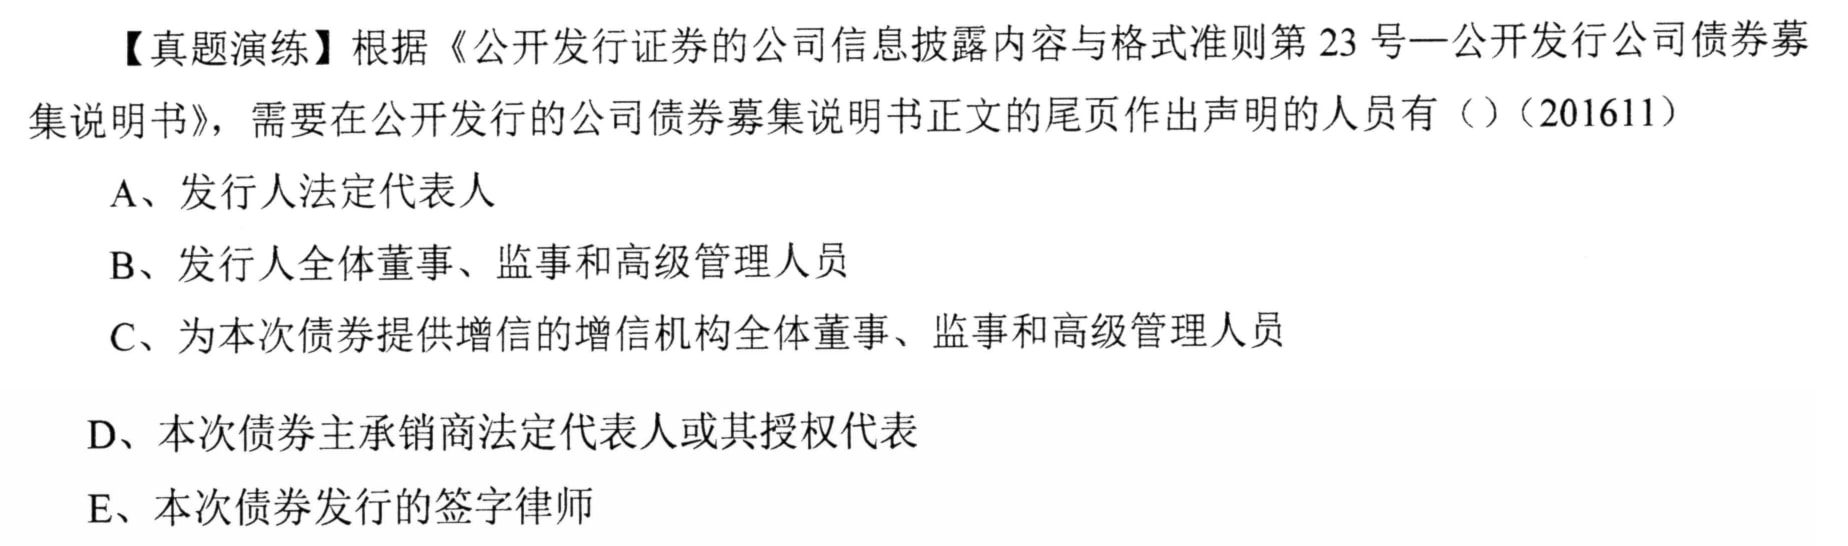 【真题演练】根据《公开发行证券的公司信息披露内容与格式准则第 23 号—公开发行公司债券募
集说明书》，需要在公开发行的公司债券募集说明书正文的尾页作出声明的人员有（）（201611）
A、发行人法定代表人
B、发行人全体董事、监事和高级管理人员
C、为本次债券提供增信的增信机构全体董事、监事和高级管理人员
D、本次债券主承销商法定代表人或其授权代表
E、本次债券发行的签字律师